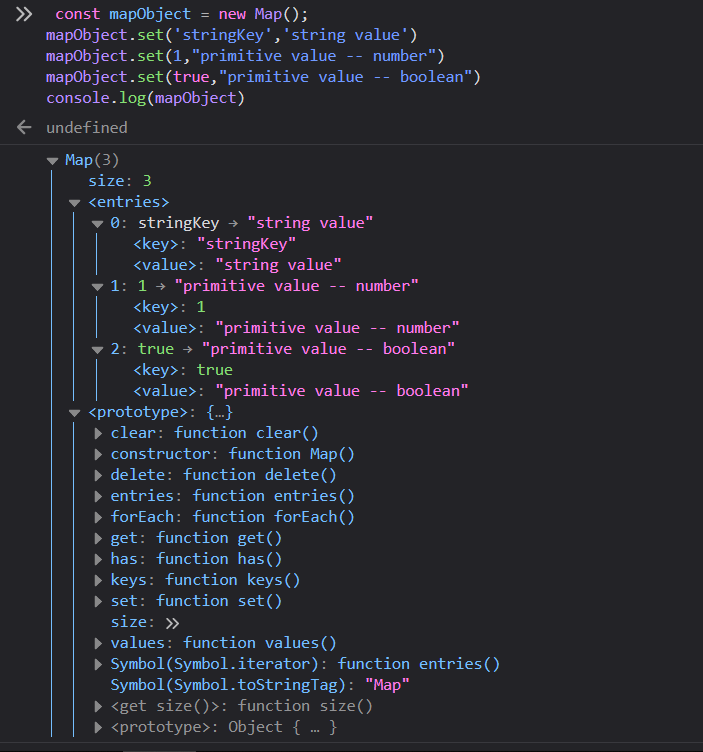 const mapObject = new Map();
mapObject.set('stringKey','string value')
mapObject.set(1,"primitive value -- number")
mapObject.set(true,"primitive value -- boolean")
console.log(mapObject)
undefined
Map(3)
size: 3
<entries>
0: stringKey → "string value"
<key>: "stringKey"
<value>: "string value"
1: 1 → "primitive value -- number"
<key>: 1
<value>: "primitive value -- number"
2: true → "primitive value -- boolean"
<key>: true
<value>: "primitive value -- boolean"
<prototype>: {…}
clear: function clear()
constructor: function Map()
delete: function delete()
entries: function entries()
forEach: function forEach()
get: function get()
has: function has()
keys: function keys()
set: function set()
size:
values: function values()
Symbol(Symbol.iterator): function entries()
Symbol(Symbol.toStringTag): "Map"
<get size()>: function size()
<prototype>: Object { … }